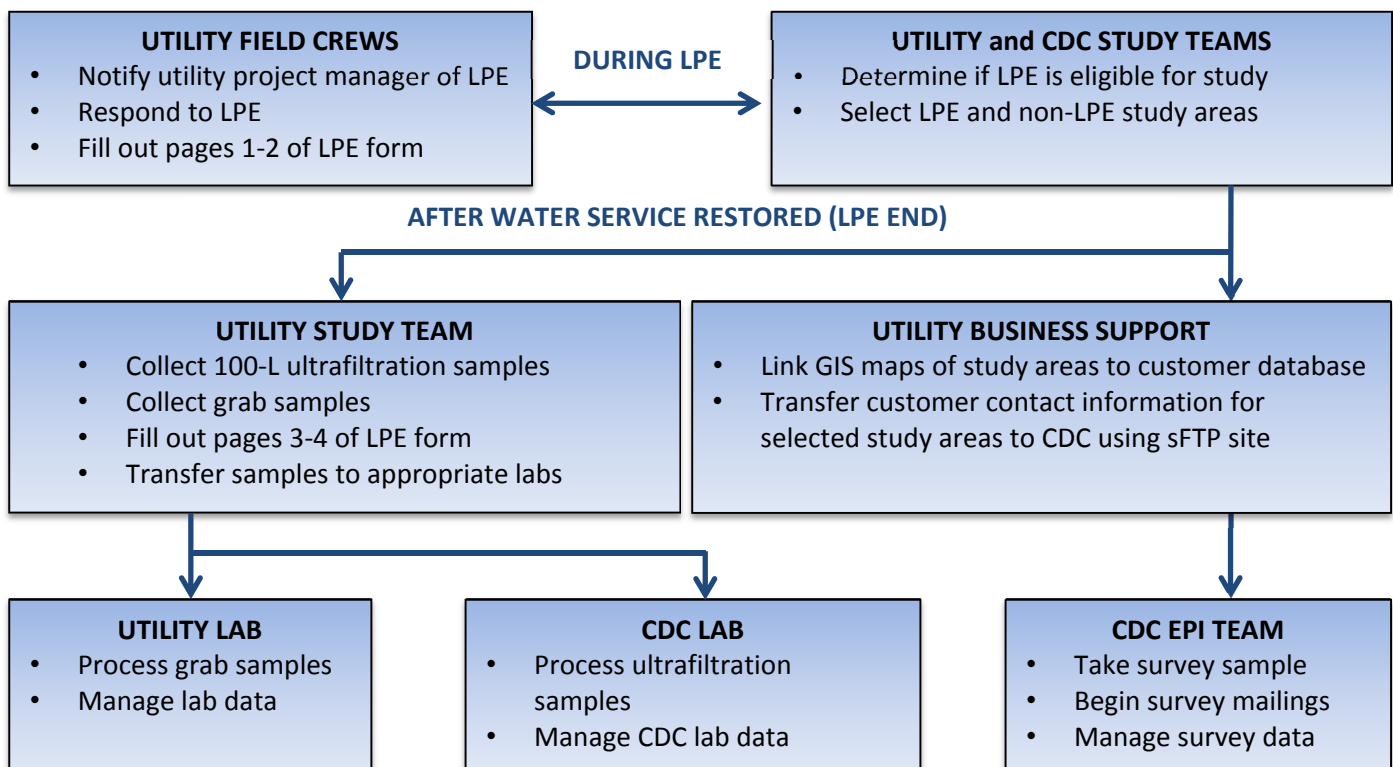 UTILITY FIELD CREWS
• Notify utility project manager of LPE
• Respond to LPE
• Fill out pages 1-2 of LPE form
DURING LPE
UTILITY and CDC STUDY TEAMS
• Determine if LPE is eligible for study
• Select LPE and non-LPE study areas
AFTER WATER SERVICE RESTORED (LPE END)
UTILITY STUDY TEAM
• Collect 100-L ultrafiltration samples
• Collect grab samples
• Fill out pages 3-4 of LPE form
• Transfer samples to appropriate labs
UTILITY BUSINESS SUPPORT
• Link GIS maps of study areas to customer database
• Transfer customer contact information for
selected study areas to CDC using sFTP site
UTILITY LAB
• Process grab samples
• Manage lab data
CDC LAB
• Process ultrafiltration
samples
• Manage CDC lab data
CDC EPI TEAM
• Take survey sample
• Begin survey mailings
• Manage survey data